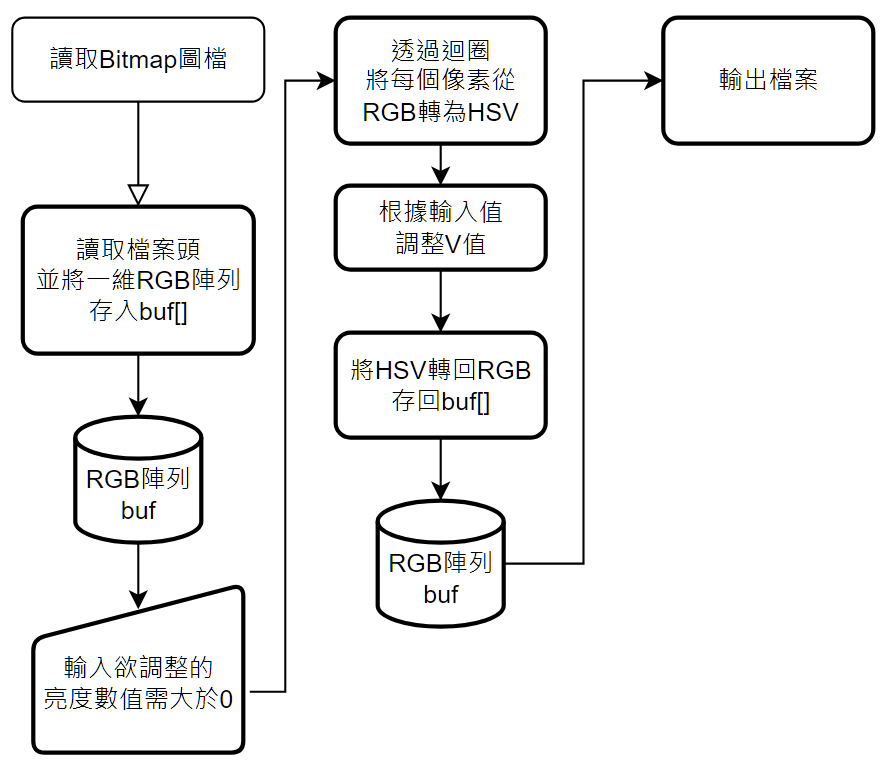 讀取Bitmap圖檔
讀取檔案頭
並將一維RGB陣列
存入buf[]
RGB陣列
buf
輸入欲調整的
亮度數值需大於0
透過迴圈
將每個像素從
RGB轉為HSV
根據輸入值
調整V值
將HSV轉回RGB
存回buf[]
RGB陣列
buf
輸出檔案